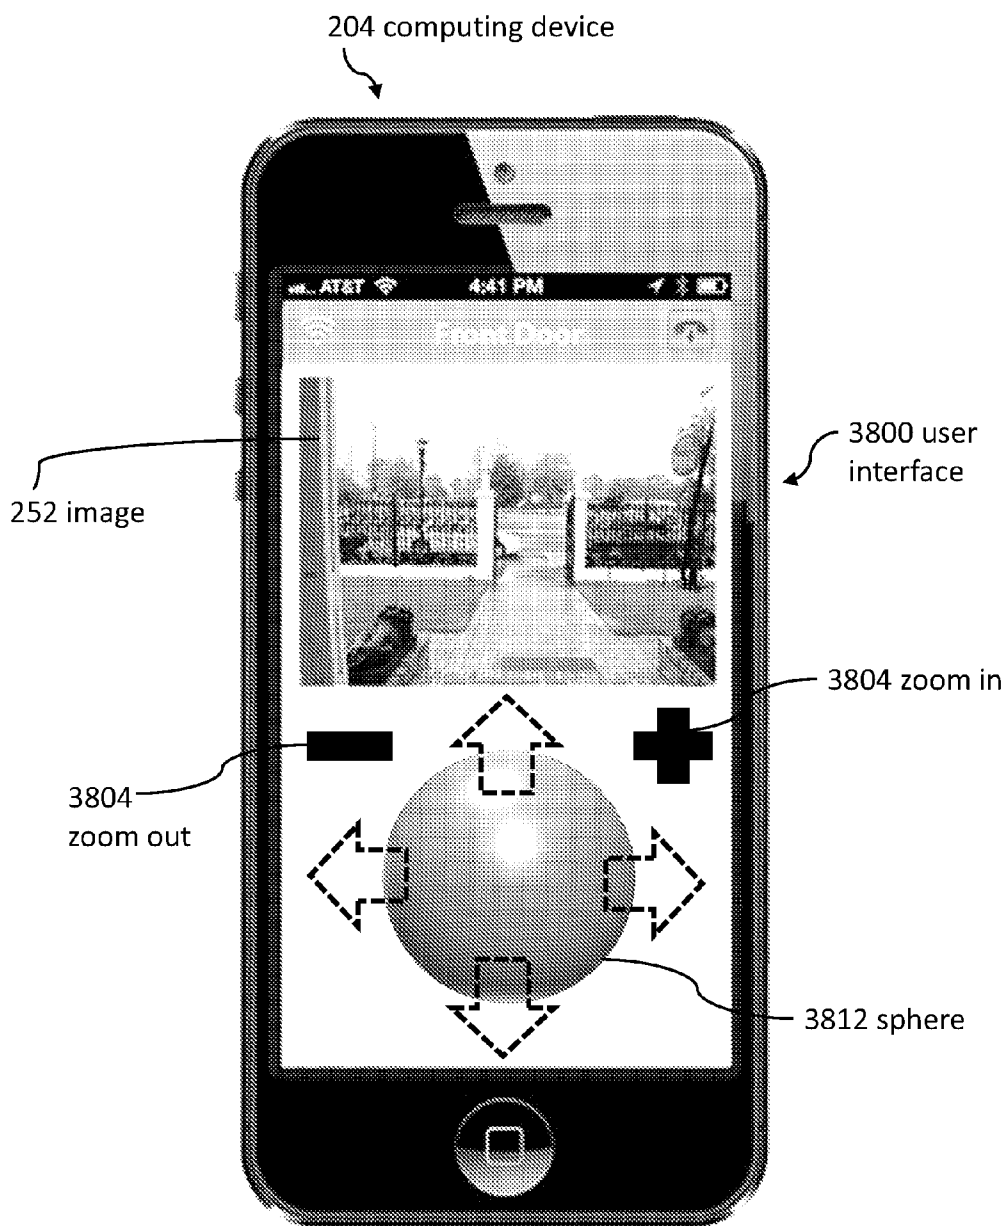 204 computing device
AT&T 4:41 PM
Front Door
3800 user
interface
252 image
3804 zoom in
3804
zoom out
3812 sphere